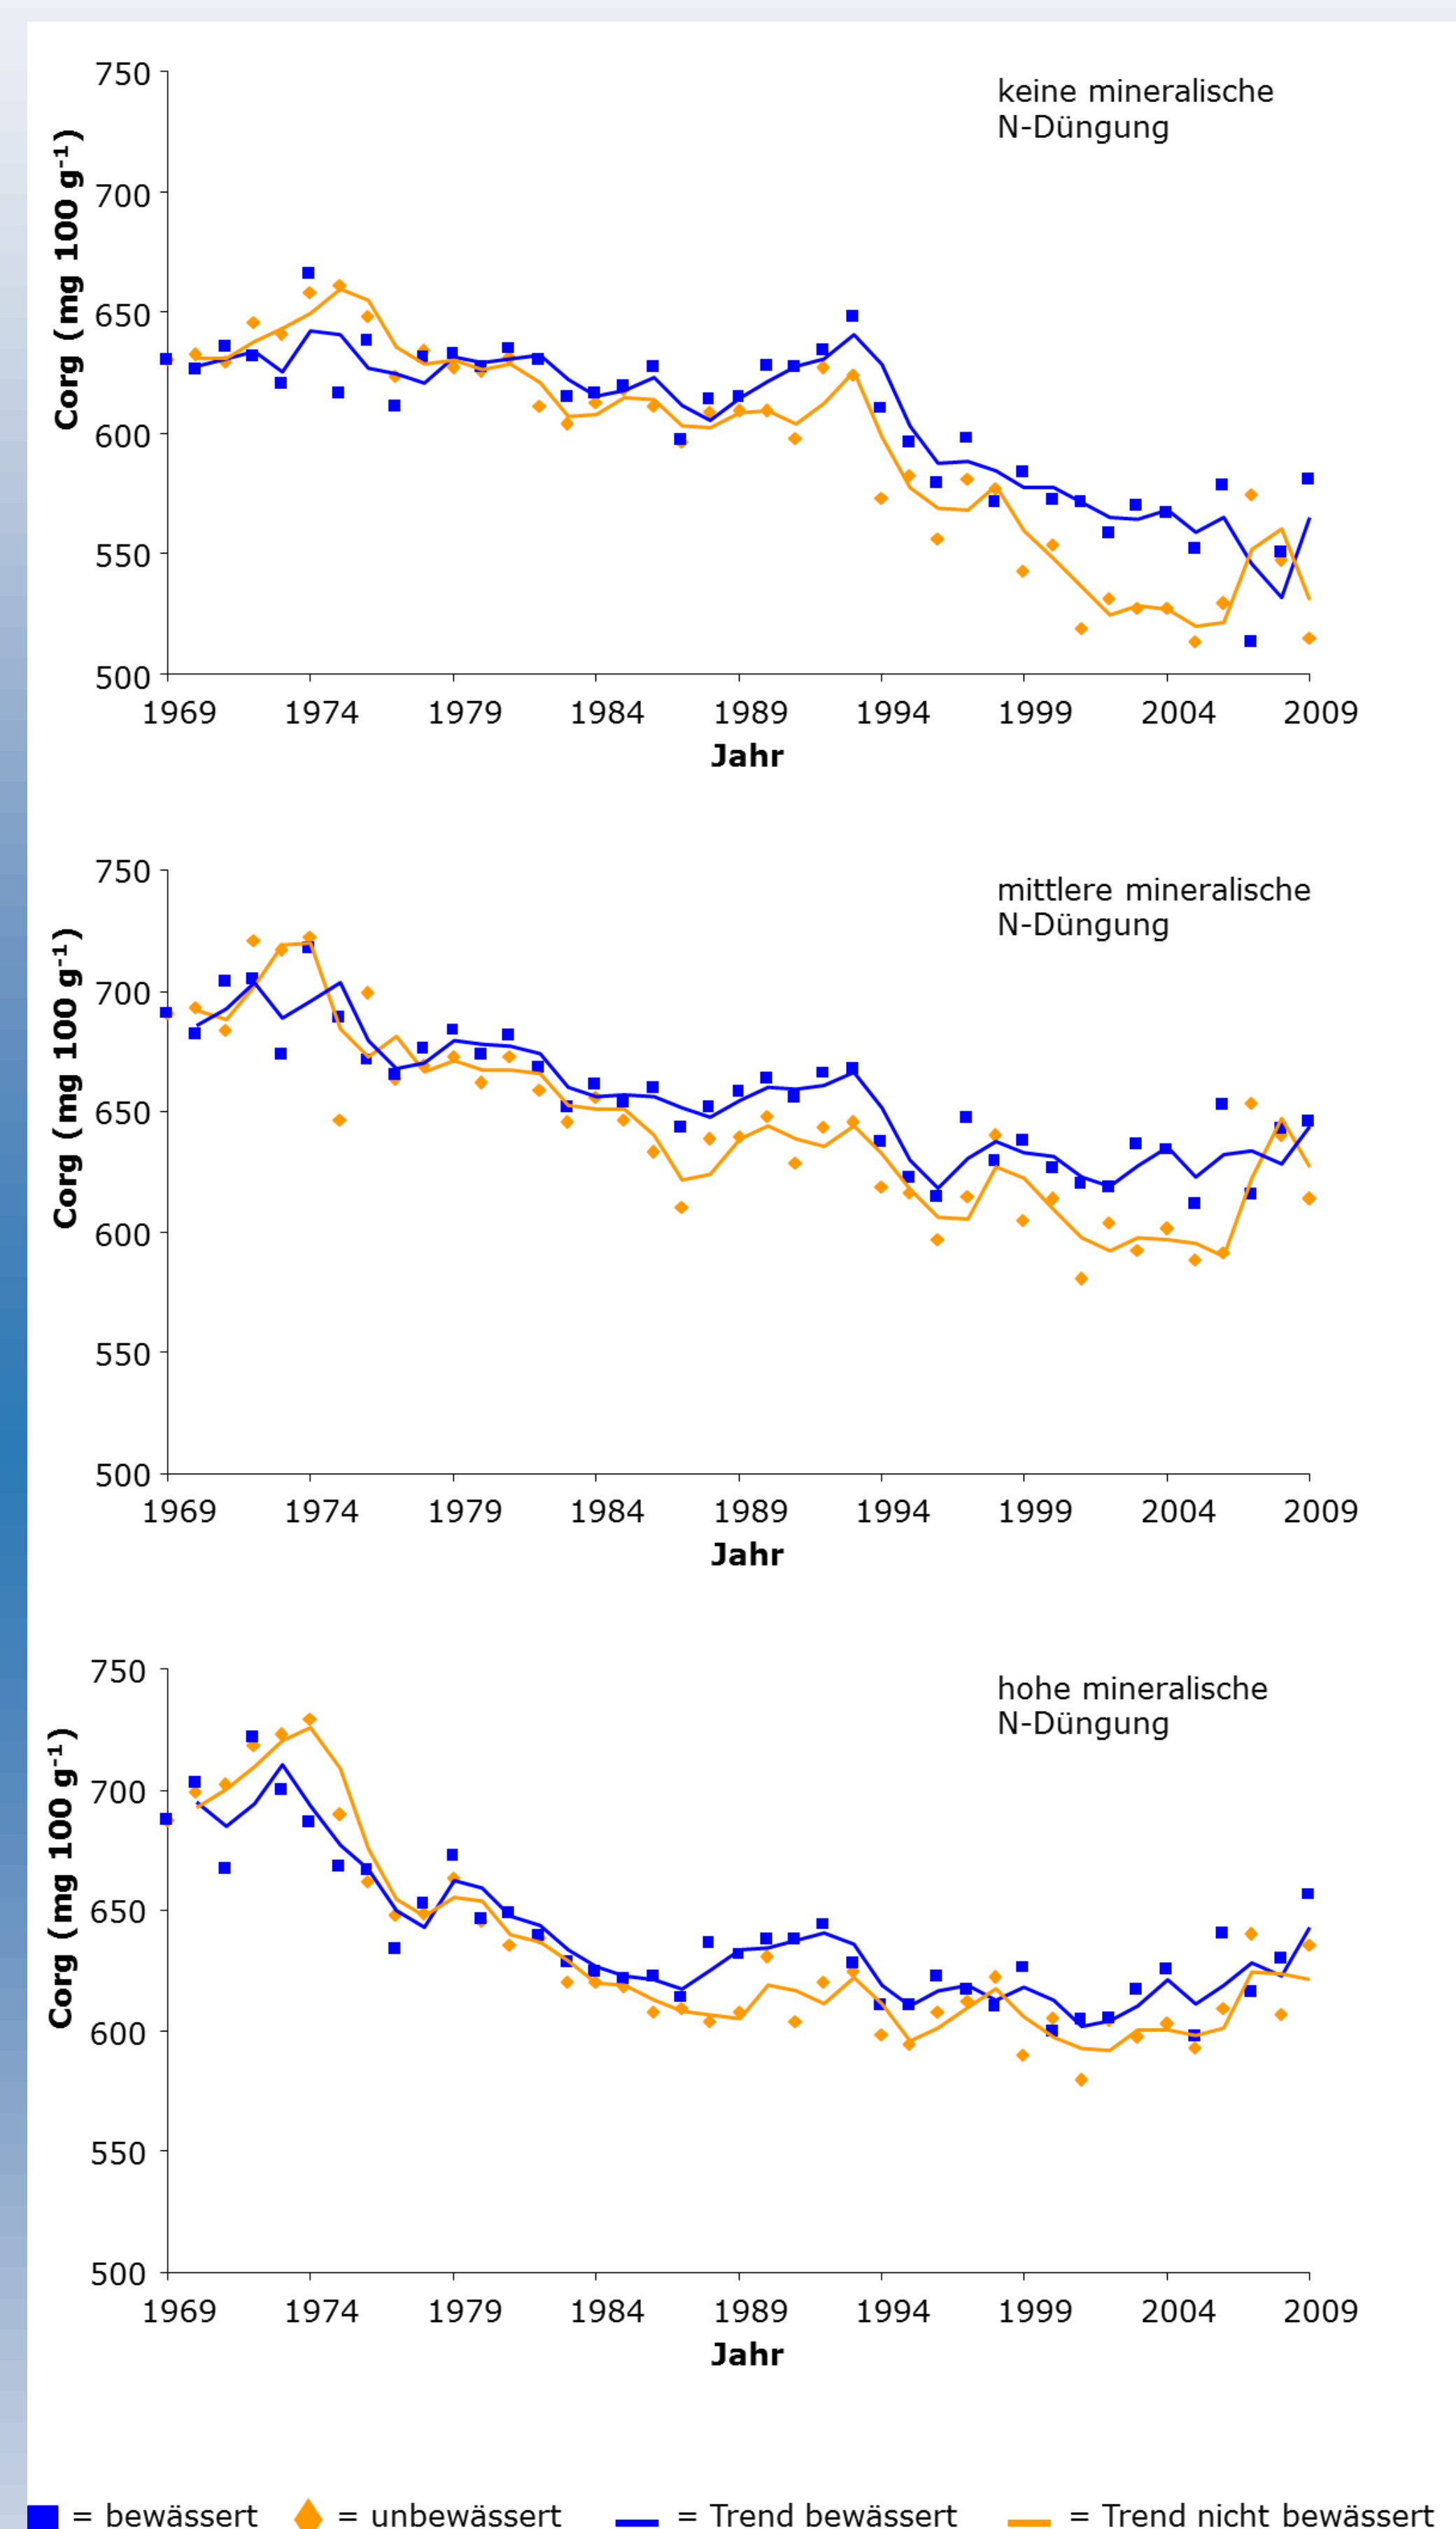 750
keine mineralische
N-Düngung
700
650
600
550
500
Corg (mg 100 g⁻¹)
1969 1974 1979 1984 1989 1994 1999 2004 2009
Jahr
750
mittlere mineralische
N-Düngung
700
650
600
550
500
Corg (mg 100 g⁻¹)
1969 1974 1979 1984 1989 1994 1999 2004 2009
Jahr
750
hohe mineralische
N-Düngung
700
650
600
550
500
Corg (mg 100 g⁻¹)
1969 1974 1979 1984 1989 1994 1999 2004 2009
Jahr
= bewässert = unbewässert = Trend bewässert = Trend nicht bewässert